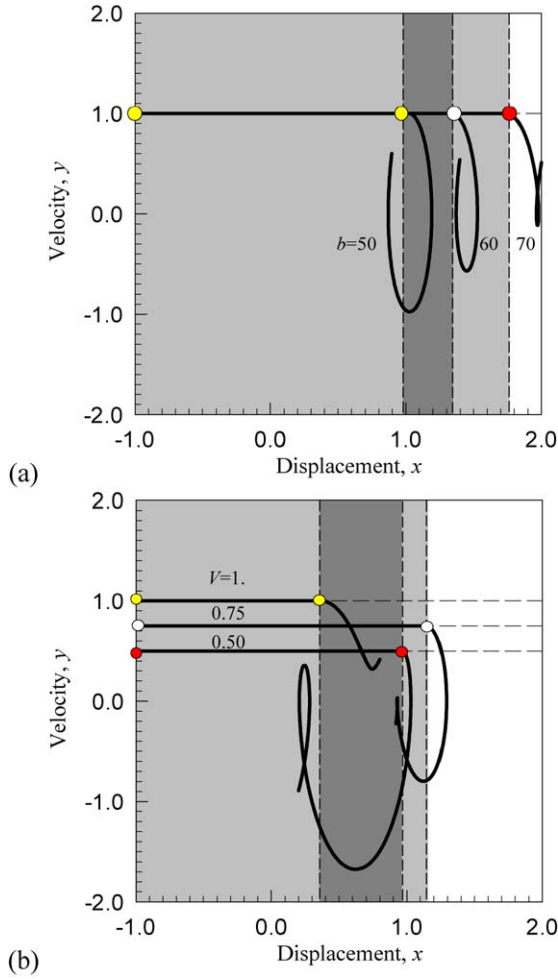 2.0
1.0
0.0
-1.0
-2.0
Velocity, y
b=50
60
70
-1.0 0.0 1.0 2.0
Displacement, x
(a)
2.0
1.0
0.0
-1.0
-2.0
Velocity, y
V=1.
0.75
0.50
-1.0 0.0 1.0 2.0
Displacement, x
(b)